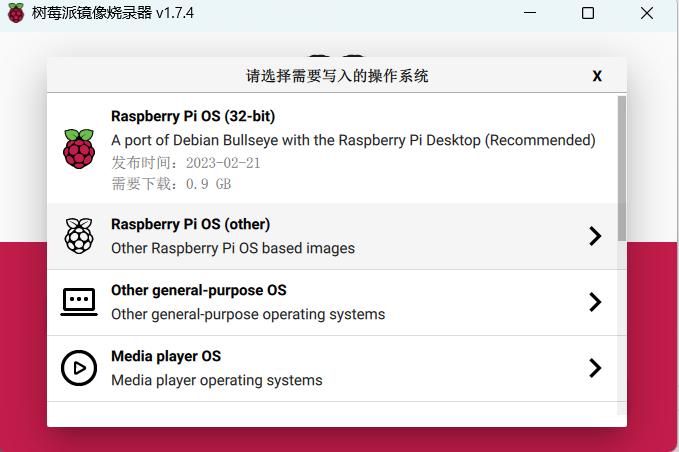 树莓派镜像烧录器 v1.7.4
请选择需要写入的操作系统
X
Raspberry Pi OS (32-bit)
A port of Debian Bullseye with the Raspberry Pi Desktop (Recommended)
发布时间：2023-02-21
需要下载：0.9 GB
Raspberry Pi OS (other)
Other Raspberry Pi OS based images
Other general-purpose OS
Other general-purpose operating systems
Media player OS
Media player operating systems